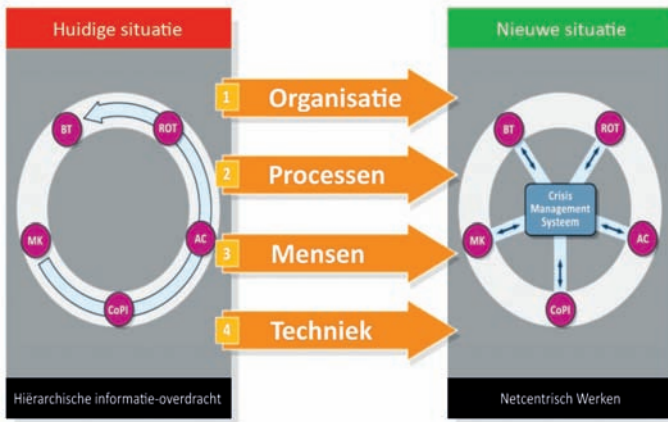 Huidige situatie
BT
ROT
MK
AC
CoPI
Hiërarchische informatie-overdracht
1 Organisatie
2 Processen
3 Mensen
4 Techniek
Nieuwe situatie
BT
ROT
Crisis
Management
Systeem
MK
AC
CoPI
Netcentrisch Werken